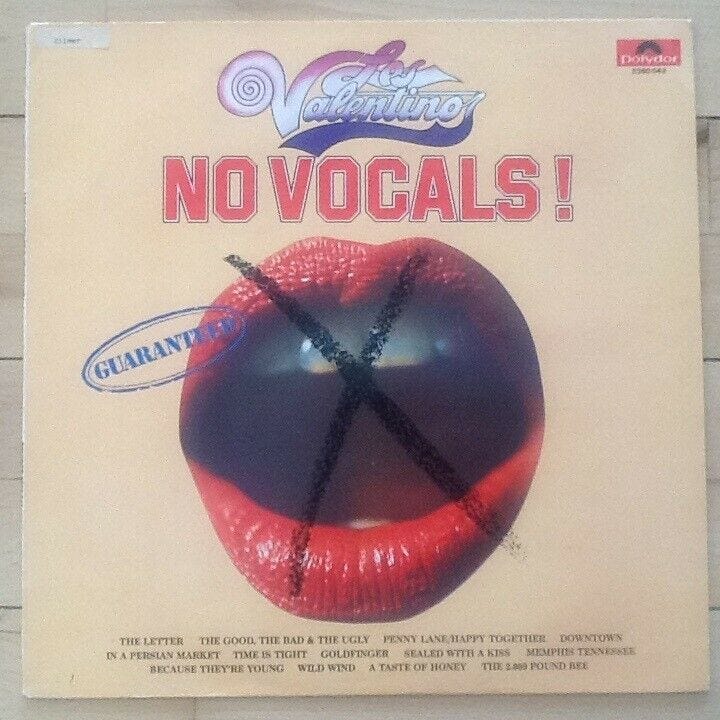 Los
Valentinos
Polydor
NO VOCALS!
GUARANTEED
THE LETTER THE GOOD, THE BAD & THE UGLY PENNY LANE/HAPPY TOGETHER DOWNTOWN
IN A PERSIAN MARKET TIME IS TIGHT GOLDFINGER SEALED WITH A KISS MEMPHIS TENNESSEE
BECAUSE THEY'RE YOUNG WILD WIND A TASTE OF HONEY THE 2.000 POUND BEE